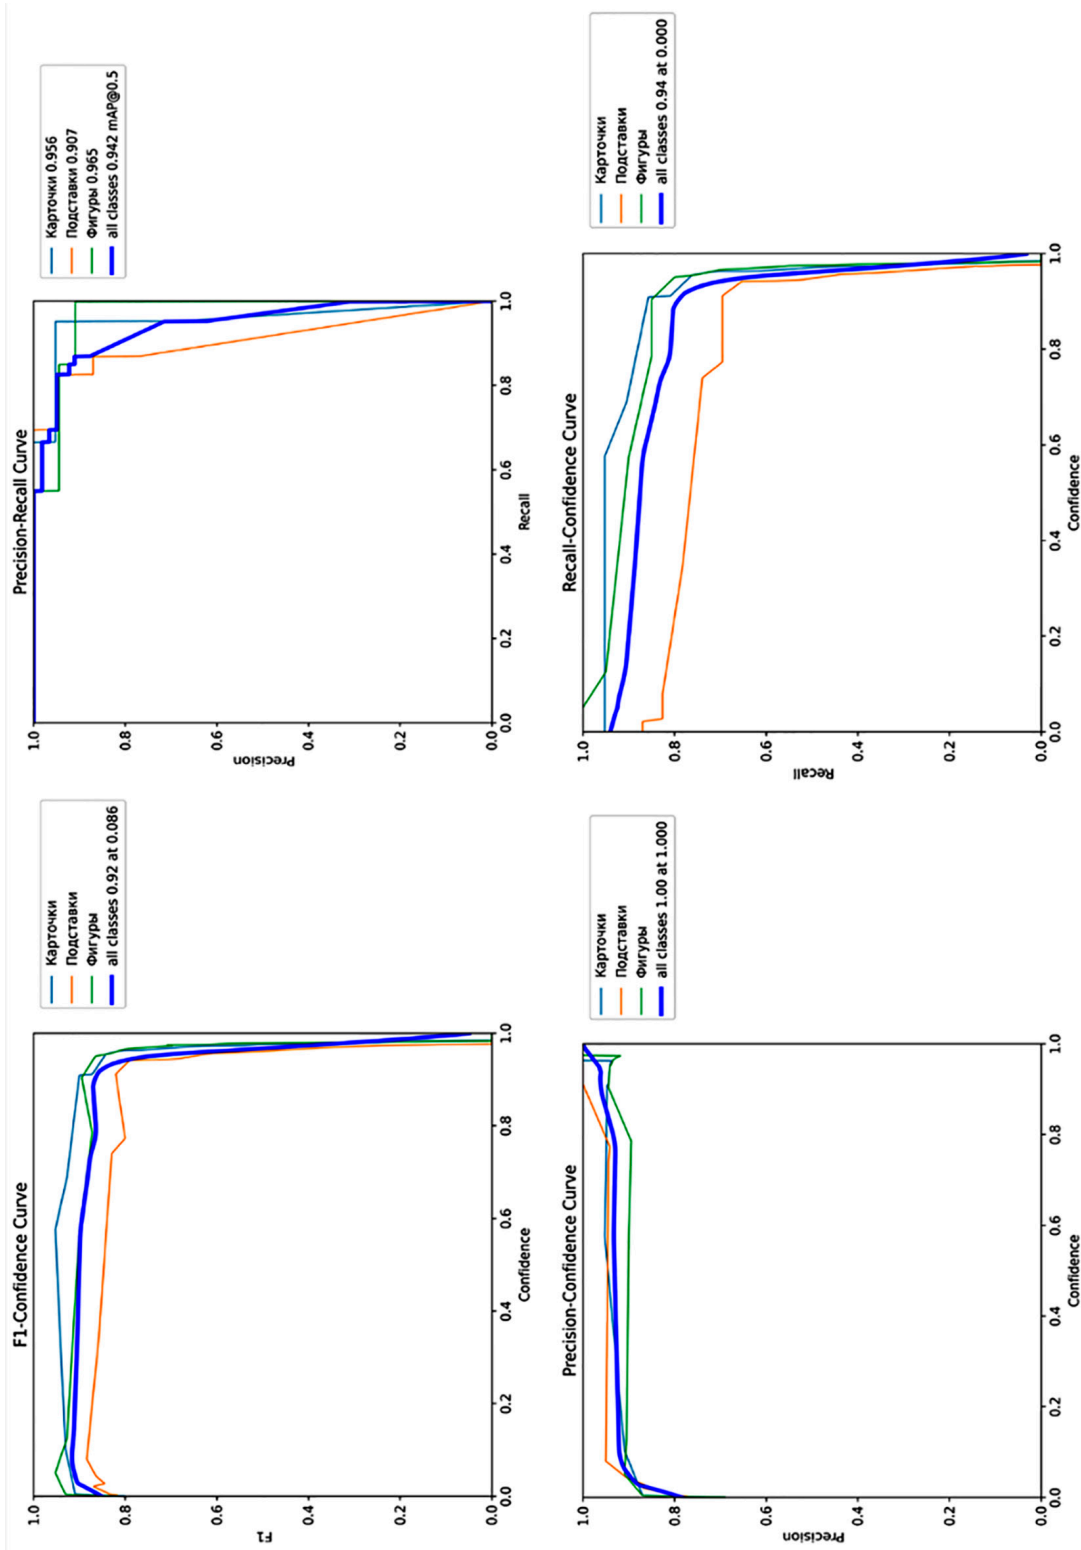 F1-Confidence Curve
1.0
0.8
0.6
0.4
0.2
0.0
F1
0.0
0.2
0.4
0.6
0.8
1.0
Confidence
Карточки
Подставки
Фигуры
all classes 0.92 at 0.086
Precision-Recall Curve
1.0
0.8
0.6
0.4
0.2
0.0
Precision
0.0
0.2
0.4
0.6
0.8
1.0
Recall
Карточки 0.956
Подставки 0.907
Фигуры 0.965
all classes 0.942 mAP@0.5
Precision-Confidence Curve
1.0
0.8
0.6
0.4
0.2
0.0
Precision
0.0
0.2
0.4
0.6
0.8
1.0
Confidence
Карточки
Подставки
Фигуры
all classes 1.00 at 1.000
Recall-Confidence Curve
1.0
0.8
0.6
0.4
0.2
0.0
Recall
0.0
0.2
0.4
0.6
0.8
1.0
Confidence
Карточки
Подставки
Фигуры
all classes 0.94 at 0.000